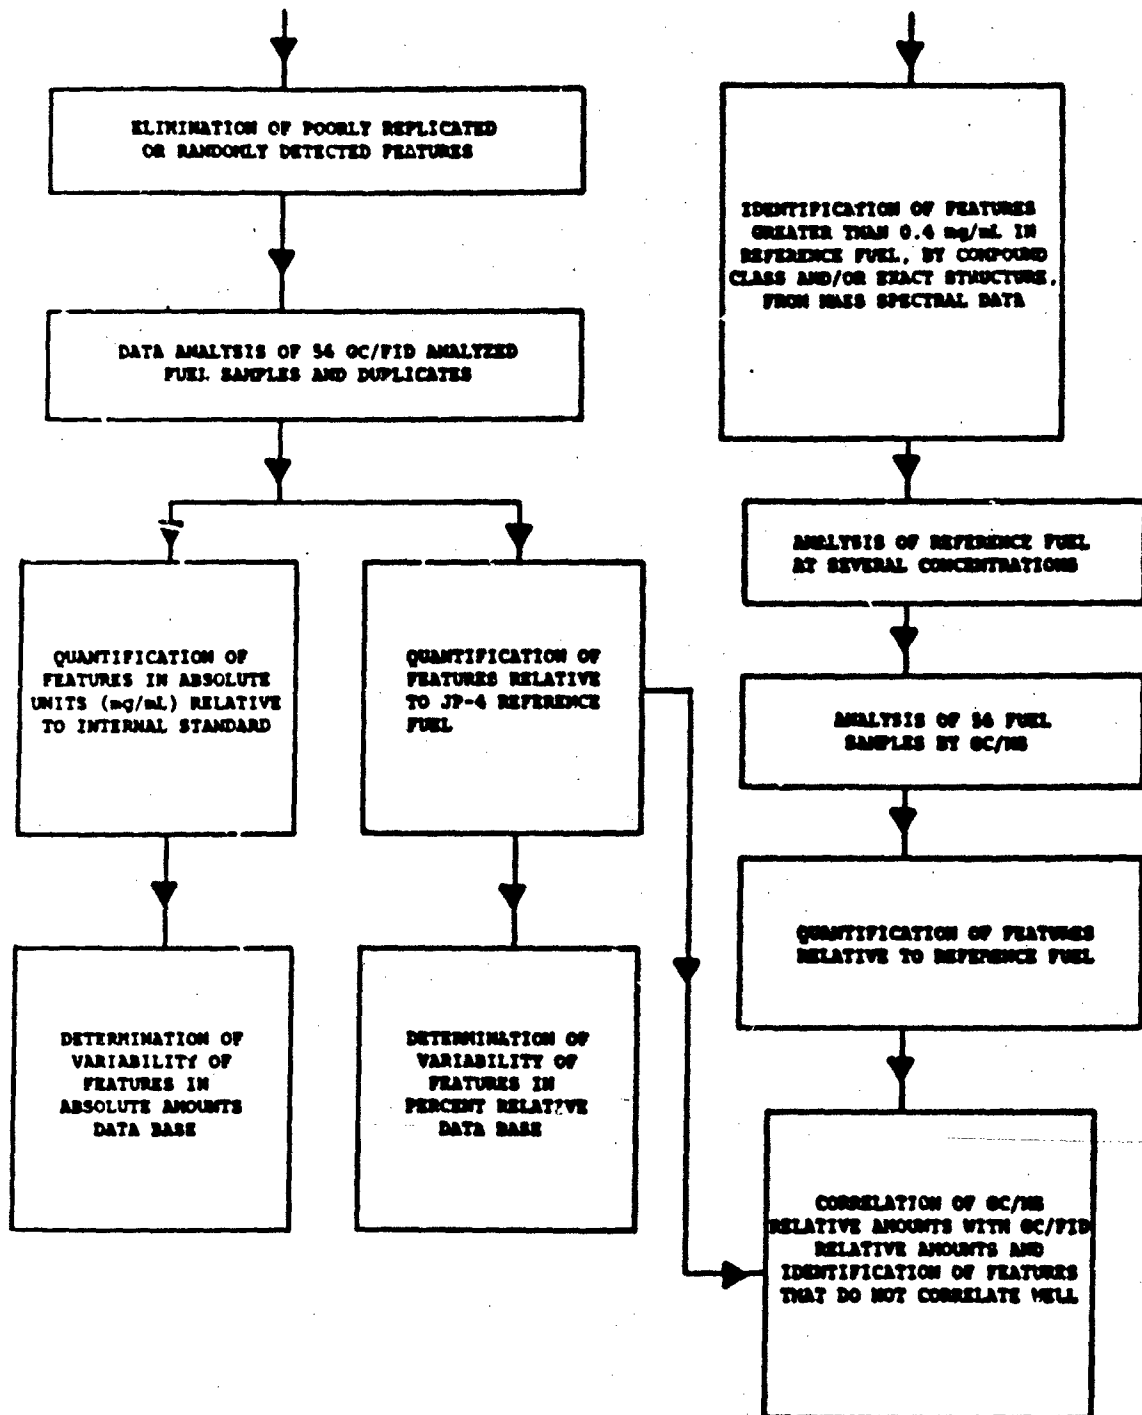 ELIMINATION OF POORLY REPLICATED
OR RANDOMLY DETECTED FEATURES
DATA ANALYSIS OF 56 GC/FID ANALYZED
FUEL SAMPLES AND DUPLICATES
QUANTIFICATION OF
FEATURES IN ABSOLUTE
UNITS (mg/mL) RELATIVE
TO INTERNAL STANDARD
QUANTIFICATION OF
FEATURES RELATIVE
TO JP-4 REFERENCE
FUEL
DETERMINATION OF
VARIABILITY OF
FEATURES IN
ABSOLUTE AMOUNTS
DATA BASE
DETERMINATION OF
VARIABILITY OF
FEATURES IN
PERCENT RELATIVE
DATA BASE
IDENTIFICATION OF FEATURES
GREATER THAN 0.4 mg/mL IN
REFERENCE FUEL, BY COMPOUND
CLASS AND/OR EXACT STRUCTURE,
FROM MASS SPECTRAL DATA
ANALYSIS OF REFERENCE FUEL
AT SEVERAL CONCENTRATIONS
ANALYSIS OF 56 FUEL
SAMPLES BY GC/MS
QUANTIFICATION OF FEATURES
RELATIVE TO REFERENCE FUEL
CORRELATION OF GC/MS
RELATIVE AMOUNTS WITH GC/FID
RELATIVE AMOUNTS AND
IDENTIFICATION OF FEATURES
THAT DO NOT CORRELATE WELL